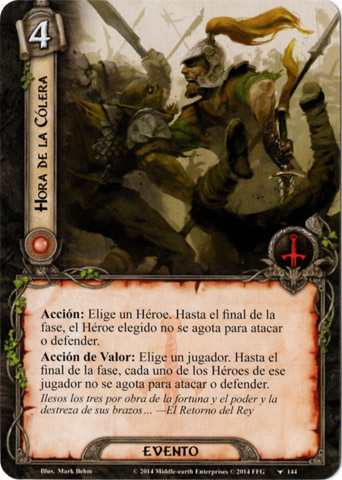 4
Hora de la Cólera
Acción: Elige un Héroe. Hasta el final de la
fase, el Héroe elegido no se agota para atacar
o defender.
Acción de Valor: Elige un jugador. Hasta el
final de la fase, cada uno de los Héroes de ese
jugador no se agota para atacar o defender.
Ilesos los tres por obra de la fortuna y el poder y la
destreza de sus brazos… —El Retorno del Rey
EVENTO
Illus. Mark Behm
© 2014 Middle-earth Enterprises © 2014 FFG
144